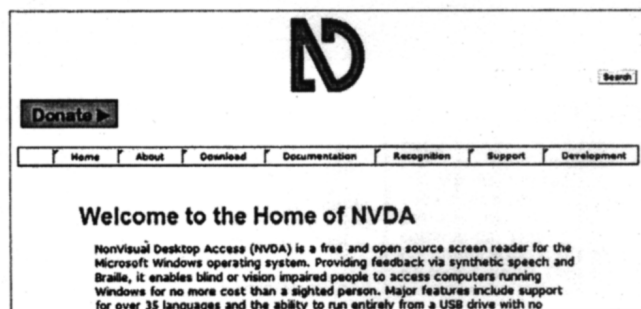 Search
Donate
Home About Download Documentation Recognition Support Development
Welcome to the Home of NVDA
NonVisual Desktop Access (NVDA) is a free and open source screen reader for the
Microsoft Windows operating system. Providing feedback via synthetic speech and
Braille, it enables blind or vision impaired people to access computers running
Windows for no more cost than a sighted person. Major features include support
for over 35 languages and the ability to run entirely from a USB drive with no